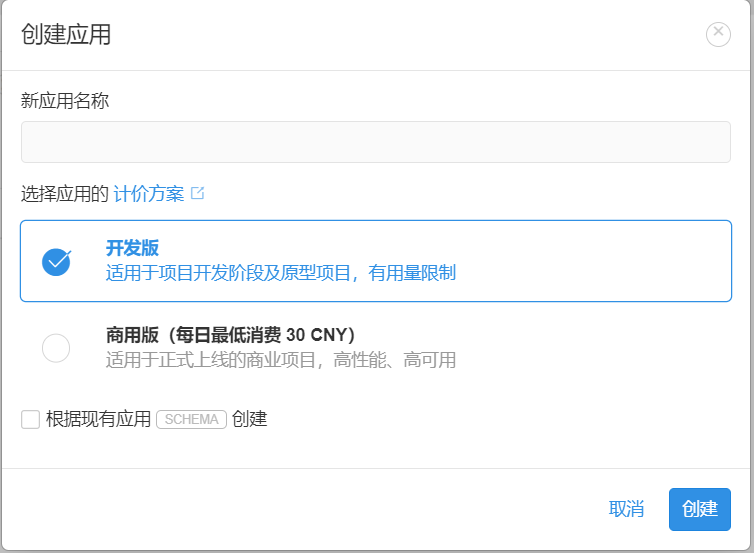 创建应用
新应用名称
选择应用的 计价方案
开发版
适用于项目开发阶段及原型项目，有用量限制
商用版（每日最低消费 30 CNY）
适用于正式上线的商业项目，高性能、高可用
根据现有应用 SCHEMA 创建
取消 创建